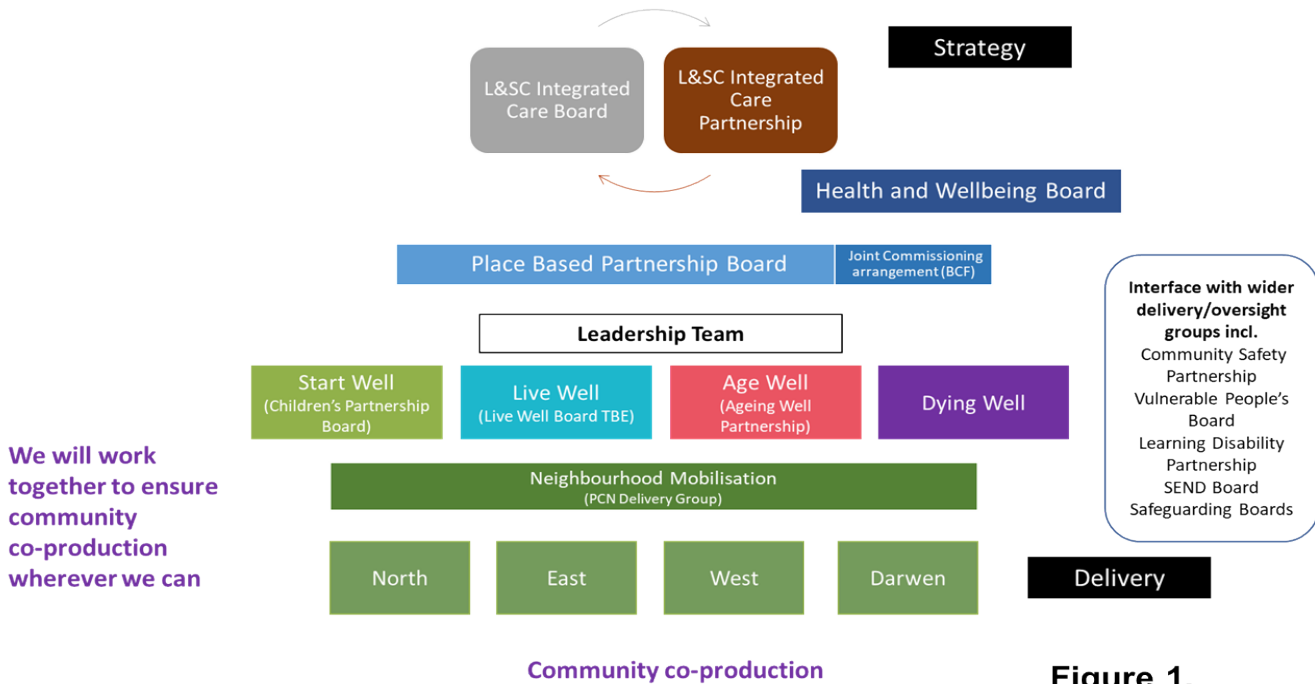 Strategy
L&SC Integrated
Care Board
L&SC Integrated
Care
Partnership
Health and Wellbeing Board
Place Based Partnership Board
Joint Commissioning
arrangement (BCF)
Leadership Team
Start Well
(Children's Partnership
Board)
Live Well
(Live Well Board TBE)
Age Well
(Ageing Well
Partnership)
Dying Well
Interface with wider
delivery/oversight
groups incl.
Community Safety
Partnership
Vulnerable People's
Board
Learning Disability
Partnership
SEND Board
Safeguarding Boards
We will work
together to ensure
community
co-production
wherever we can
Neighbourhood Mobilisation
(PCN Delivery Group)
North
East
West
Darwen
Delivery
Community co-production
Figure 1.